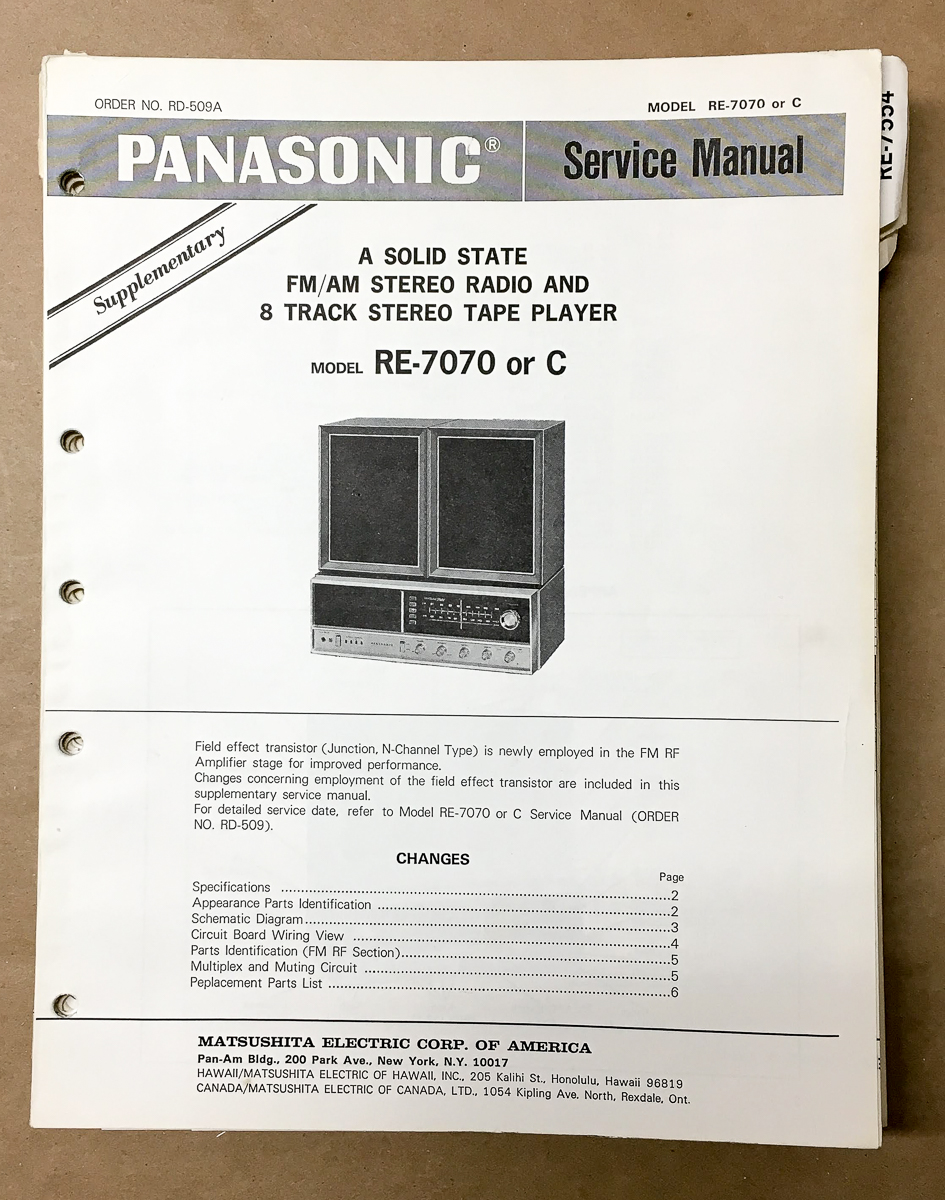 ORDER NO. RD-509A
MODEL RE-7070 or C
PANASONIC®
Service Manual
RE-7554
Supplementary
A SOLID STATE
FM/AM STEREO RADIO AND
8 TRACK STEREO TAPE PLAYER
MODEL RE-7070 or C
Field effect transistor (Junction, N-Channel Type) is newly employed in the FM RF
Amplifier stage for improved performance.
Changes concerning employment of the field effect transistor are included in this
supplementary service manual.
For detailed service date, refer to Model RE-7070 or C Service Manual (ORDER
NO. RD-509).
CHANGES
Page
Specifications ........................................2
Appearance Parts Identification ........................................2
Schematic Diagram........................................3
Circuit Board Wiring View ........................................4
Parts Identification (FM RF Section)........................................5
Multiplex and Muting Circuit ........................................5
Peplacement Parts List ........................................6
MATSUSHITA ELECTRIC CORP. OF AMERICA
Pan-Am Bldg., 200 Park Ave., New York, N.Y. 10017
HAWAII/MATSUSHITA ELECTRIC OF HAWAII, INC., 205 Kalihi St., Honolulu, Hawaii 96819
CANADA/MATSUSHITA ELECTRIC OF CANADA, LTD., 1054 Kipling Ave. North, Rexdale, Ont.